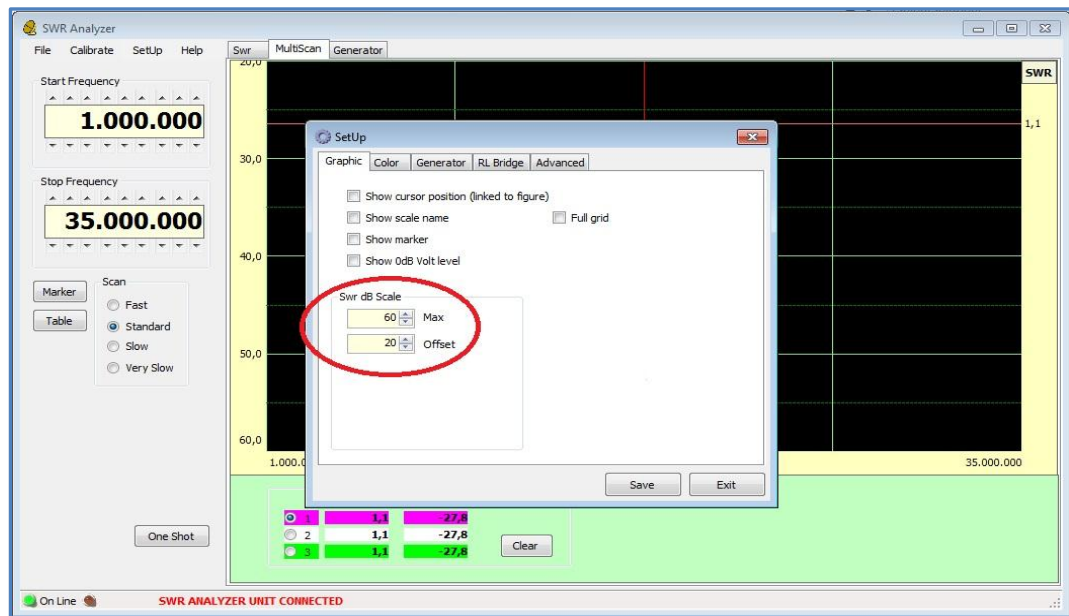 SWR Analyzer
File Calibrate SetUp Help
Swr MultiScan Generator
Start Frequency
1.000.000
Stop Frequency
35.000.000
Marker
Table
Scan
Fast
Standard
Slow
Very Slow
One Shot
20,0
30,0
40,0
50,0
60,0
SWR
1,1
SetUp
Graphic Color Generator RL Bridge Advanced
Show cursor position (linked to figure)
Show scale name Full grid
Show marker
Show 0dB Volt level
Swr dB Scale
60 Max
20 Offset
Save Exit
35.000.000
1 1,1 -27,8
2 1,1 -27,8
3 1,1 -27,8
Clear
On Line SWR ANALYZER UNIT CONNECTED